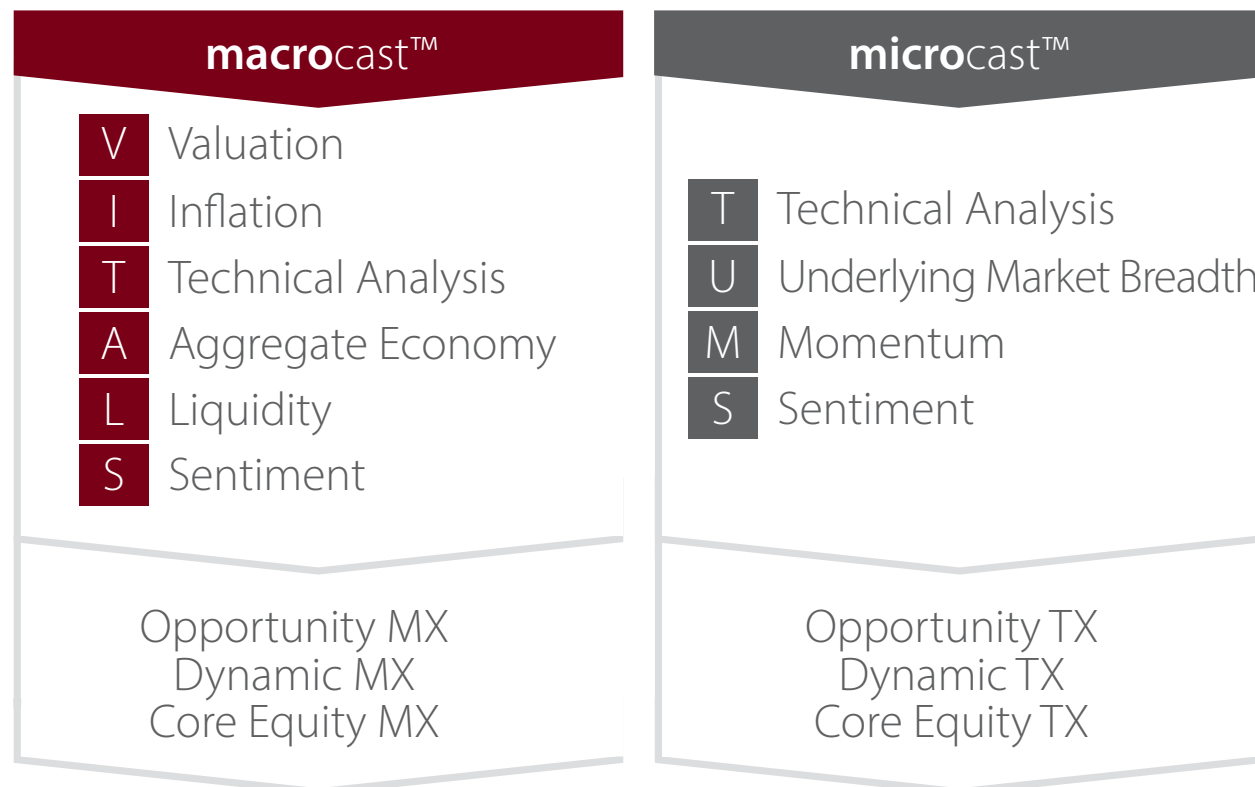 macrocast™
V Valuation
I Inflation
T Technical Analysis
A Aggregate Economy
L Liquidity
S Sentiment
Opportunity MX
Dynamic MX
Core Equity MX
microcast™
T Technical Analysis
U Underlying Market Breadth
M Momentum
S Sentiment
Opportunity TX
Dynamic TX
Core Equity TX